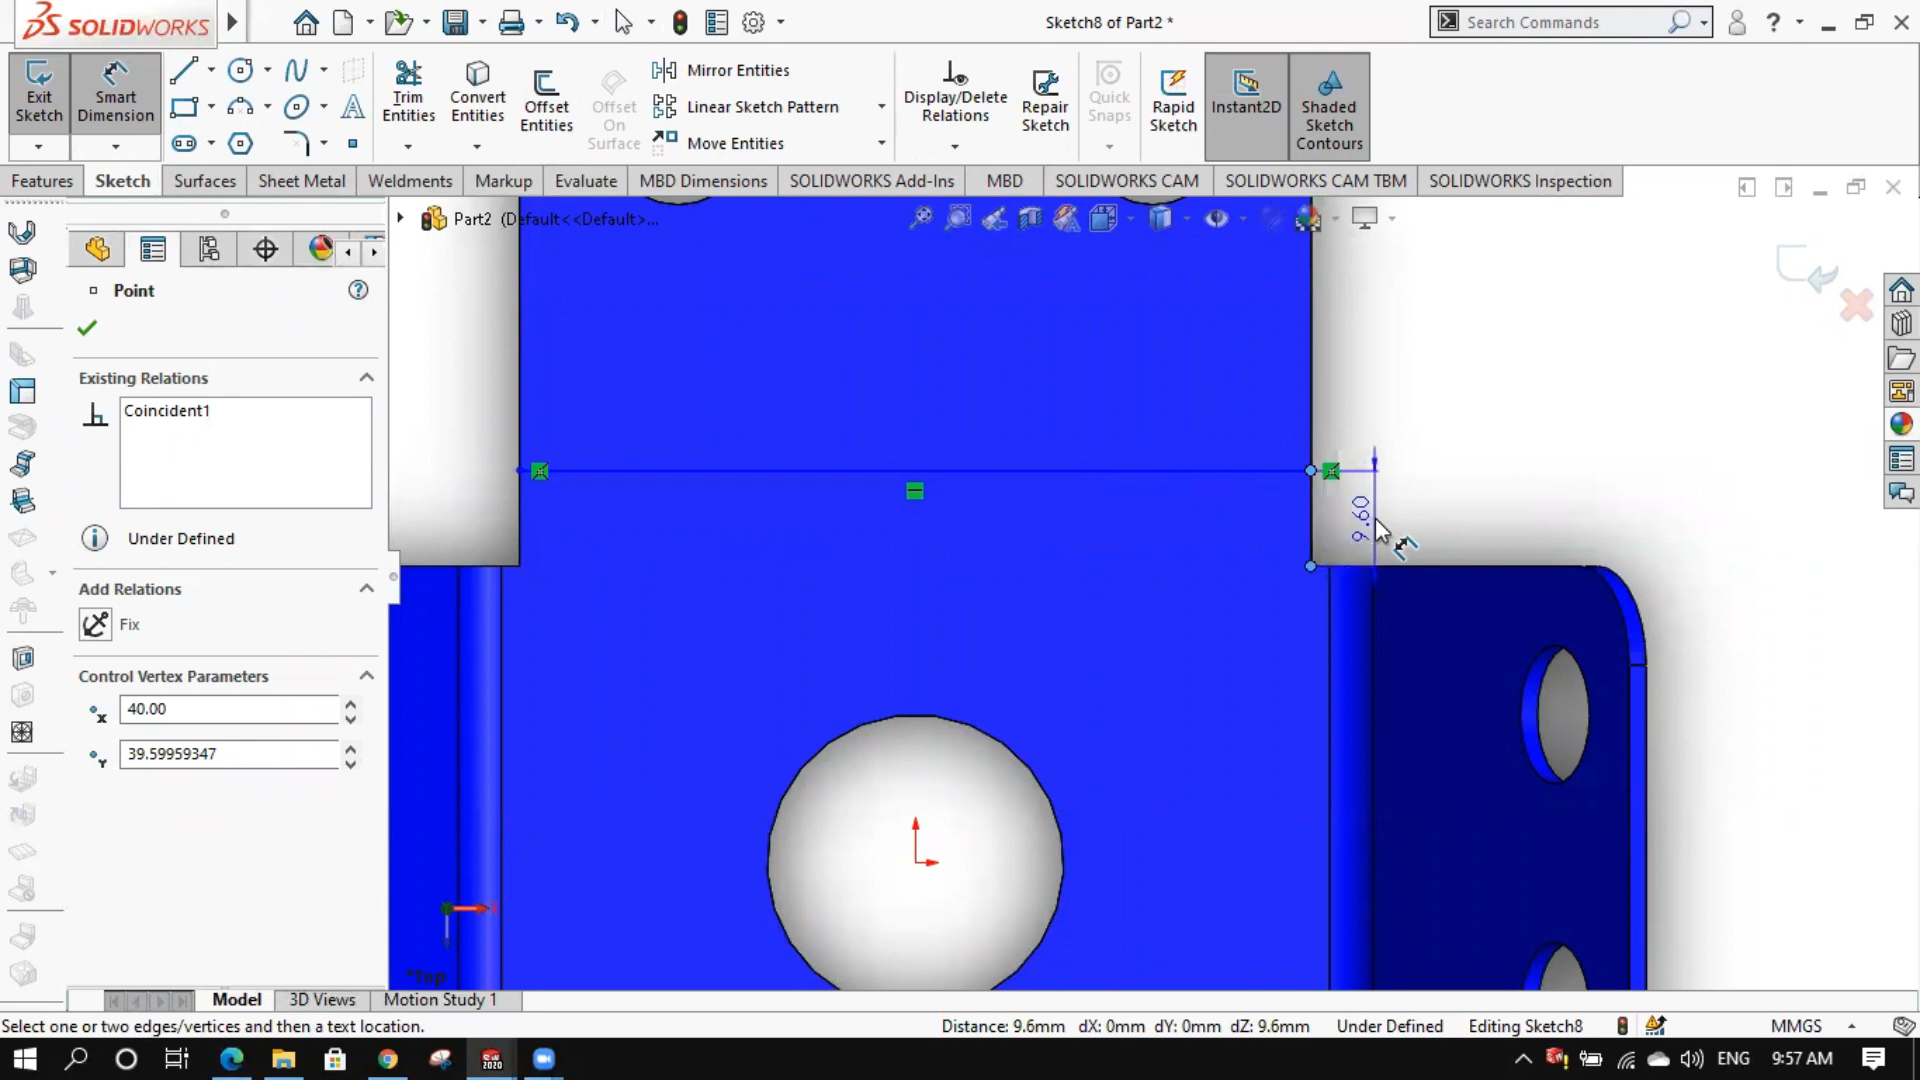 SOLIDWORKS
Sketch8 of Part2 *
Search Commands
?
Exit Sketch
Smart Dimension
Trim Entities
Convert Entities
Offset Entities
Offset On Surface
Mirror Entities
Linear Sketch Pattern
Move Entities
Display/Delete Relations
Repair Sketch
Quick Snaps
Rapid Sketch
Instant2D
Shaded Sketch Contours
Features
Sketch
Surfaces
Sheet Metal
Weldments
Markup
Evaluate
MBD Dimensions
SOLIDWORKS Add-Ins
MBD
SOLIDWORKS CAM
SOLIDWORKS CAM TBM
SOLIDWORKS Inspection
Part2 (Default<<Default>...
Point
?
Existing Relations
Coincident1
Under Defined
Add Relations
Fix
Control Vertex Parameters
x 40.00
Y 39.59959347
9.60
*Top
Model
3D Views
Motion Study 1
Select one or two edges/vertices and then a text location.
Distance: 9.6mm dX: 0mm dY: 0mm dZ: 9.6mm
Under Defined
Editing Sketch8
MMGS
2020
ENG
9:57 AM